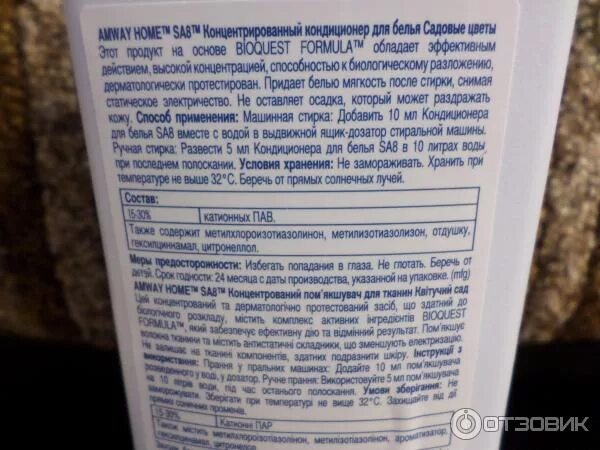 AMWAY HOME™ SA8™ Концентрированный кондиционер для белья Садовые цветы
Этот продукт на основе BIOQUEST FORMULA™ обладает эффективным
действием, высокой концентрацией, способностью к биологическому разложению,
дерматологически протестирован. Придает белью мягкость после стирки, снимая
статическое электричество. Не оставляет осадка, который может раздражать
кожу. Способ применения: Машинная стирка: Добавить 10 мл Кондиционера
для белья SA8 вместе с водой в выдвижной ящик-дозатор стиральной машины.
Ручная стирка: Развести 5 мл Кондиционера для белья SA8 в 10 литрах воды
при последнем полоскании. Условия хранения: Не замораживать. Хранить при
температуре не выше 32°С. Беречь от прямых солнечных лучей.
Состав:
15-30% катионных ПАВ.
Также содержит метилхлороизотиазолинон, метилизотиазолизон, отдушку,
гексилциннамал, цитронеллол.
Меры предосторожности: Избегать попадания в глаза. Не глотать. Беречь от
детей. Срок годности: 24 месяца с даты производства, указанной на упаковке. (mfg)
AMWAY HOME™ SA8™ Концентрований пом'якшувач для тканин Квітучий сад
Цей концентрований та дерматологічно протестований засіб, що здатний до
біологічного розкладу, містить комплекс активних інгредієнтів BIOQUEST
FORMULA™, який забезпечує ефективну дію та відмінний результат. Пом'якшує
волокна тканини та містить антистатичні складники, що зменшують електризацію.
Не залишає на тканині компонентів, здатних подразнити шкіру. Інструкції з
використання: Прання у пральних машинах: Додайте 10 мл пом'якшувача
розведеного у воді, у дозатор. Ручне прання: Використовуйте 5 мл пом'якшувача
на 10 літрів води, під час останнього полоскання. Умови зберігання: Не
заморожувати. Зберігати при температурі не вище 32°С. Захищайте від дії
прямих сонячних променів.
15-30% Катионні ПАР
Також містить метилхлороізотіазолінон, метилізотіазолінон, ароматизатор,
гексилциннамал, цитронеллол
ОТЗОВИК